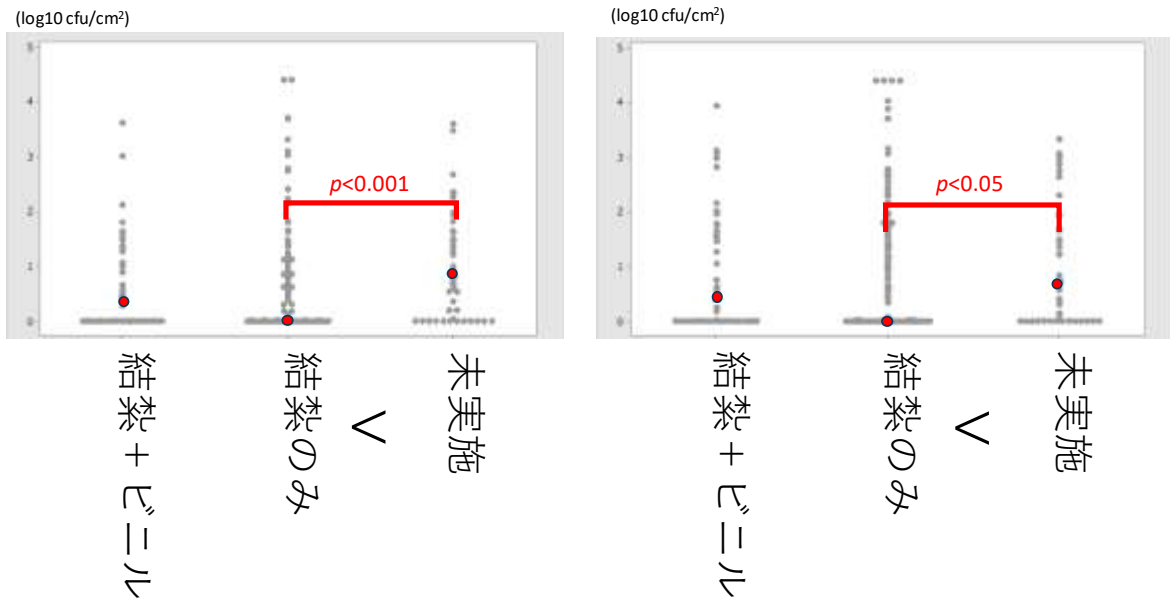 (log10 cfu/cm²)
5
4
3
2
1
0
p<0.001
結紮+ビニル
結紮のみ
<
未実施
(log10 cfu/cm²)
5
4
3
2
1
0
p<0.05
結紮+ビニル
結紮のみ
<
未実施